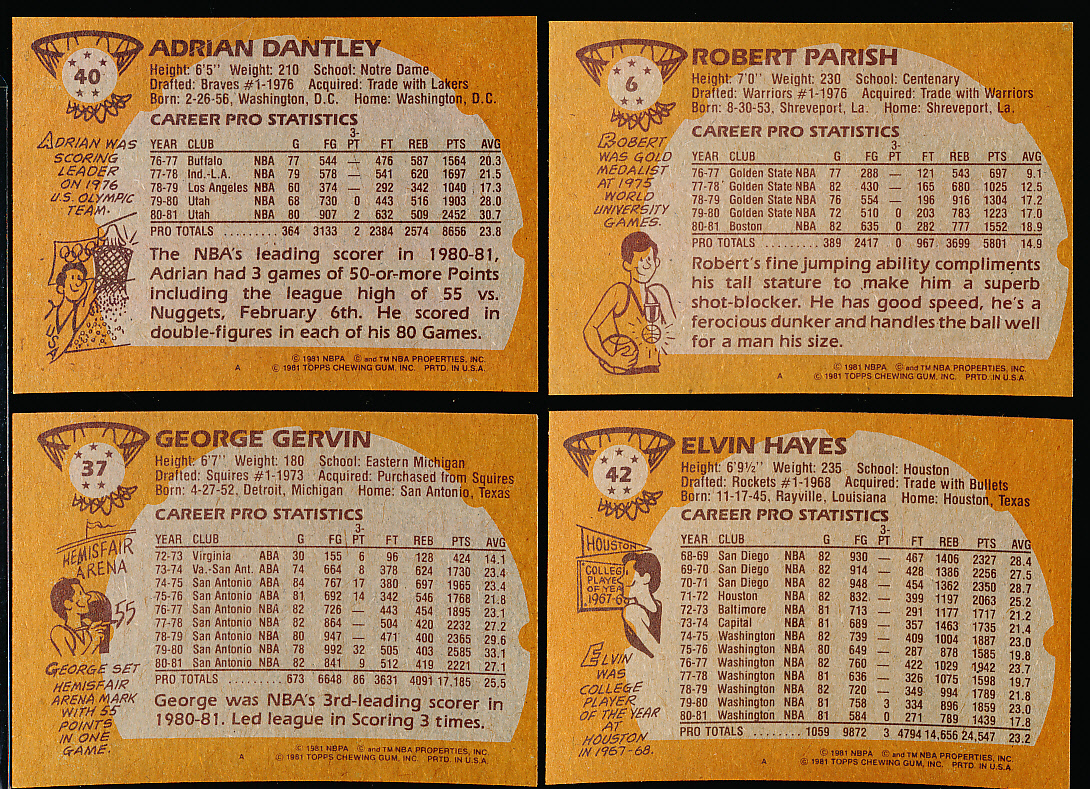 ADRIAN DANTLEY
40
Height: 6'5" Weight: 210 School: Notre Dame
Drafted: Braves #1-1976 Acquired: Trade with Lakers
Born: 2-26-56, Washington, D.C. Home: Washington, D.C.
CAREER PRO STATISTICS
YEAR CLUB G FG 3-PT FT REB PTS AVG
76-77 Buffalo NBA 77 544 — 476 587 1564 20.3
77-78 Ind.-L.A. NBA 79 578 — 541 620 1697 21.5
78-79 Los Angeles NBA 60 374 — 292 342 1040 17.3
79-80 Utah NBA 68 730 0 443 516 1903 28.0
80-81 Utah NBA 80 907 2 632 509 2452 30.7
PRO TOTALS .......... 364 3133 2 2384 2574 8656 23.8
The NBA's leading scorer in 1980-81,
Adrian had 3 games of 50-or-more Points
including the league high of 55 vs.
Nuggets, February 6th. He scored in
double-figures in each of his 80 Games.
ADRIAN WAS
SCORING
LEADER
ON 1976
U.S. OLYMPIC
TEAM.
USA
© 1981 NBPA © and TM NBA PROPERTIES, INC.
A © 1981 TOPPS CHEWING GUM, INC. PRTD. IN U.S.A.
ROBERT PARISH
6
Height: 7'0" Weight: 230 School: Centenary
Drafted: Warriors #1-1976 Acquired: Trade with Warriors
Born: 8-30-53, Shreveport, La. Home: Shreveport, La.
CAREER PRO STATISTICS
YEAR CLUB G FG 3-PT FT REB PTS AVG
76-77 Golden State NBA 77 288 — 121 543 697 9.1
77-78 Golden State NBA 82 430 — 165 680 1025 12.5
78-79 Golden State NBA 76 554 — 196 916 1304 17.2
79-80 Golden State NBA 72 510 0 203 783 1223 17.0
80-81 Boston NBA 82 635 0 282 777 1552 18.9
PRO TOTALS .......... 389 2417 0 967 3699 5801 14.9
Robert's fine jumping ability compliments
his tall stature to make him a superb
shot-blocker. He has good speed, he's a
ferocious dunker and handles the ball well
for a man his size.
ROBERT
WAS GOLD
MEDALIST
AT 1975
WORLD
UNIVERSITY
GAMES.
© 1981 NBPA © and TM NBA PROPERTIES, INC.
A © 1981 TOPPS CHEWING GUM, INC. PRTD. IN U.S.A.
GEORGE GERVIN
37
Height: 6'7" Weight: 180 School: Eastern Michigan
Drafted: Squires #1-1973 Acquired: Purchased from Squires
Born: 4-27-52, Detroit, Michigan Home: San Antonio, Texas
CAREER PRO STATISTICS
YEAR CLUB G FG 3-PT FT REB PTS AVG
72-73 Virginia ABA 30 155 6 96 128 424 14.1
73-74 Va.-San Ant. ABA 74 664 8 378 624 1730 23.4
74-75 San Antonio ABA 84 767 17 380 697 1965 23.4
75-76 San Antonio ABA 81 692 14 342 546 1768 21.8
76-77 San Antonio NBA 82 726 — 443 454 1895 23.1
77-78 San Antonio NBA 82 864 — 504 420 2232 27.2
78-79 San Antonio NBA 80 947 — 471 400 2365 29.6
79-80 San Antonio NBA 78 992 32 505 403 2585 33.1
80-81 San Antonio NBA 82 841 9 512 419 2221 27.1
PRO TOTALS .......... 673 6648 86 3631 4091 17.185 25.5
George was NBA's 3rd-leading scorer in
1980-81. Led league in Scoring 3 times.
HEMISFAIR
ARENA
55
GEORGE SET
HEMISFAIR
ARENA MARK
WITH 55
POINTS
IN ONE
GAME.
© 1981 NBPA © and TM NBA PROPERTIES, INC.
A © 1981 TOPPS CHEWING GUM, INC. PRTD. IN U.S.A.
ELVIN HAYES
42
Height: 6'9½" Weight: 235 School: Houston
Drafted: Rockets #1-1968 Acquired: Trade with Bullets
Born: 11-17-45, Rayville, Louisiana Home: Houston, Texas
CAREER PRO STATISTICS
YEAR CLUB G FG 3-PT FT REB PTS AVG
68-69 San Diego NBA 82 930 — 467 1406 2327 28.4
69-70 San Diego NBA 82 914 — 428 1386 2256 27.5
70-71 San Diego NBA 82 948 — 454 1362 2350 28.7
71-72 Houston NBA 82 832 — 399 1197 2063 25.2
72-73 Baltimore NBA 81 713 — 291 1177 1717 21.2
73-74 Capital NBA 81 689 — 357 1463 1735 21.4
74-75 Washington NBA 82 739 — 409 1004 1887 23.0
75-76 Washington NBA 80 649 — 287 878 1585 19.8
76-77 Washington NBA 82 760 — 422 1029 1942 23.7
77-78 Washington NBA 81 636 — 326 1075 1598 19.7
78-79 Washington NBA 82 720 — 349 994 1789 21.8
79-80 Washington NBA 81 758 3 334 896 1859 23.0
80-81 Washington NBA 81 584 0 271 789 1439 17.8
PRO TOTALS ........ 1059 9872 3 4794 14,656 24,547 23.2
HOUSTON
COLLEGE
PLAYER
OF YEAR
1967-6
ELVIN
WAS
COLLEGE
PLAYER
OF THE YEAR
AT
HOUSTON
IN 1967-68.
© 1981 NBPA © and TM NBA PROPERTIES, INC.
A © 1981 TOPPS CHEWING GUM, INC. PRTD. IN U.S.A.